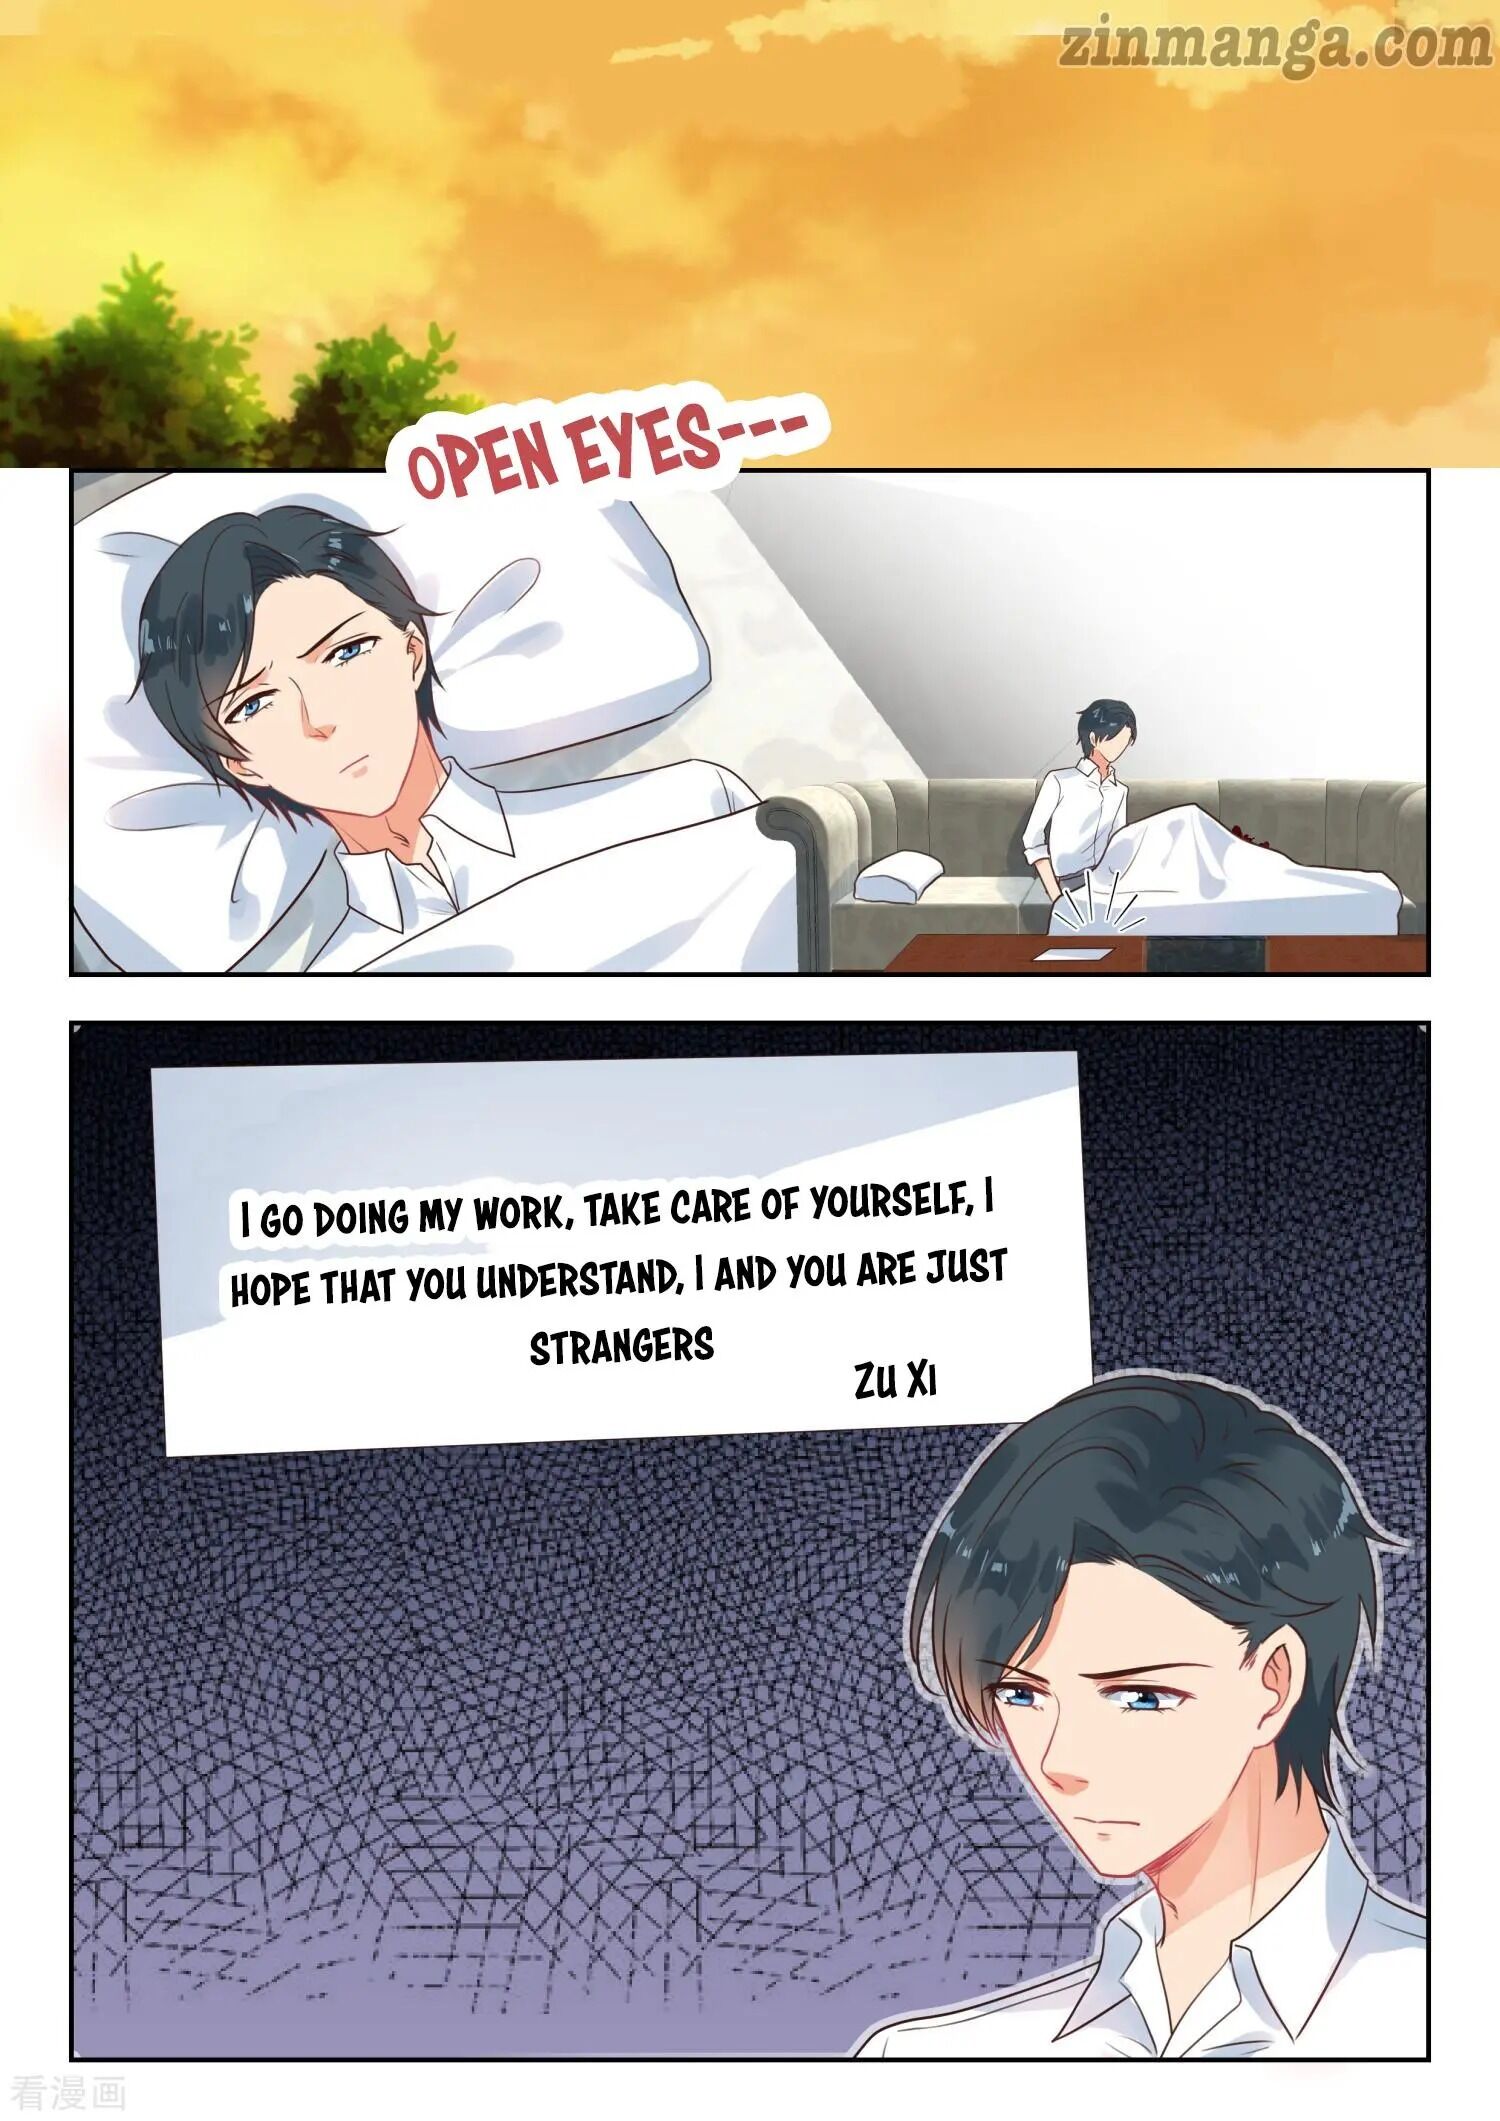 zinmanga.com
OPEN EYES---
I GO DOING MY WORK, TAKE CARE OF YOURSELF, I
HOPE THAT YOU UNDERSTAND, I AND YOU ARE JUST
STRANGERS
ZU XI
看漫画